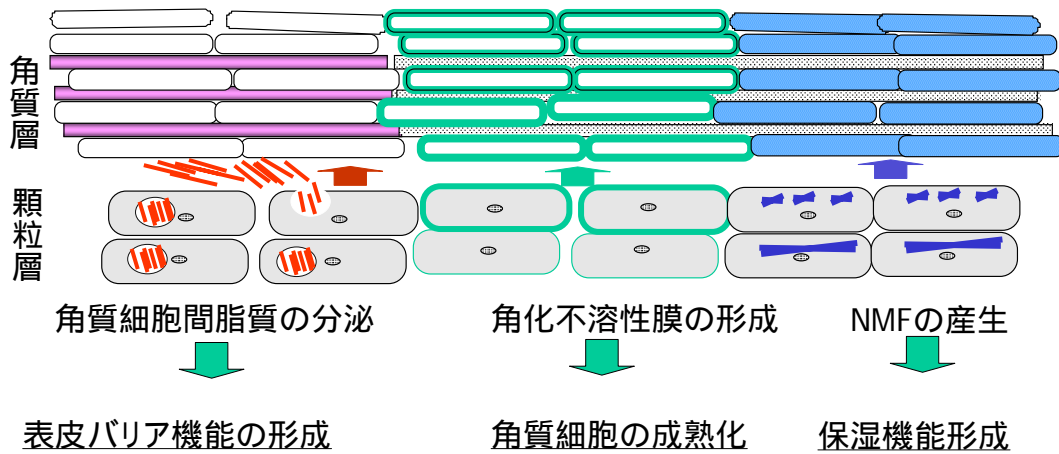 角質層
顆粒層
角質細胞間脂質の分泌
角化不溶性膜の形成
NMFの産生
表皮バリア機能の形成
角質細胞の成熟化
保湿機能形成